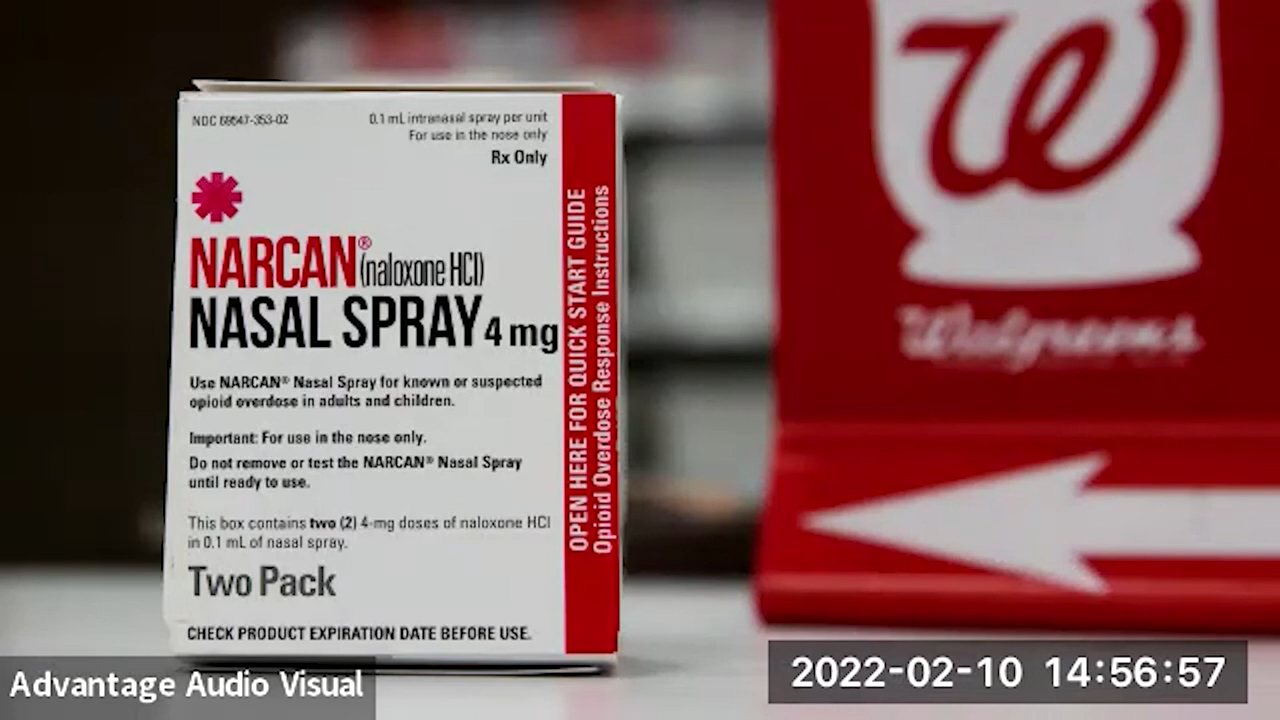 NDC 69547-353-02
0.1 mL intranasal spray per unit
For use in the nose only
Rx Only
NARCAN® (naloxone HCl)
NASAL SPRAY 4 mg
Use NARCAN® Nasal Spray for known or suspected
opioid overdose in adults and children.
Important: For use in the nose only.
Do not remove or test the NARCAN® Nasal Spray
until ready to use.
This box contains two (2) 4-mg doses of naloxone HCl
in 0.1 mL of nasal spray.
Two Pack
CHECK PRODUCT EXPIRATION DATE BEFORE USE.
OPEN HERE FOR QUICK START GUIDE
Opioid Overdose Response Instructions
W
Walgreens
Advantage Audio Visual
2022-02-10 14:56:57